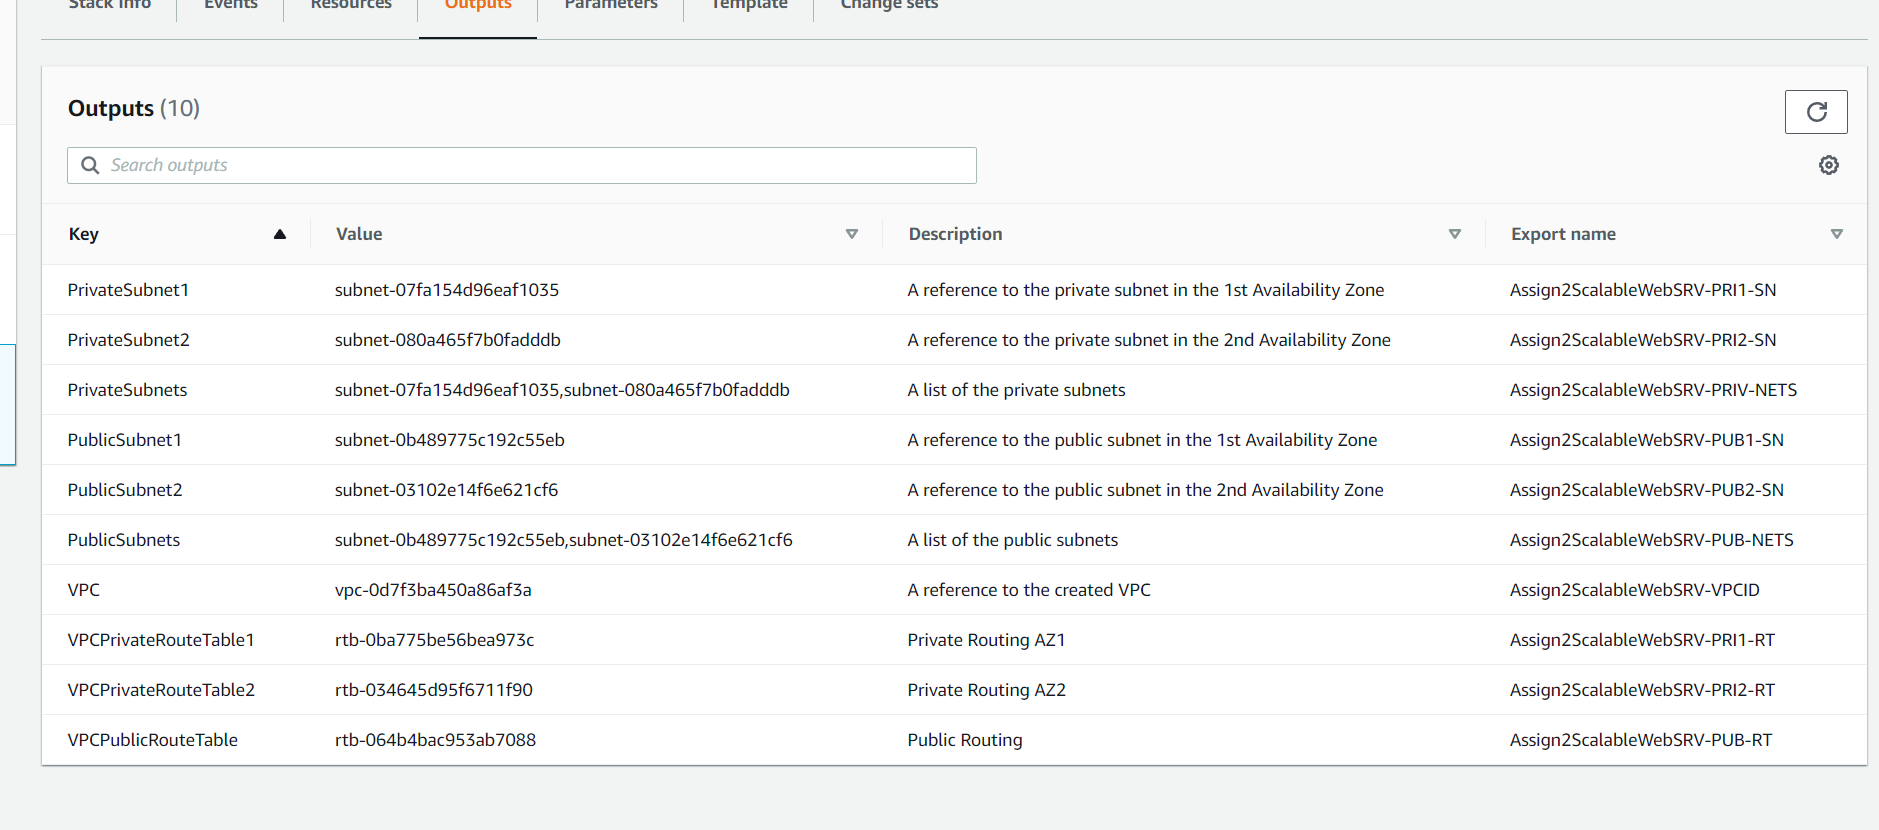 Stack info Events Resources Outputs Parameters Template Change sets
Outputs (10)
Search outputs
Key Value Description Export name
PrivateSubnet1 subnet-07fa154d96eaf1035 A reference to the private subnet in the 1st Availability Zone Assign2ScalableWebSRV-PRI1-SN
PrivateSubnet2 subnet-080a465f7b0fadddb A reference to the private subnet in the 2nd Availability Zone Assign2ScalableWebSRV-PRI2-SN
PrivateSubnets subnet-07fa154d96eaf1035,subnet-080a465f7b0fadddb A list of the private subnets Assign2ScalableWebSRV-PRIV-NETS
PublicSubnet1 subnet-0b489775c192c55eb A reference to the public subnet in the 1st Availability Zone Assign2ScalableWebSRV-PUB1-SN
PublicSubnet2 subnet-03102e14f6e621cf6 A reference to the public subnet in the 2nd Availability Zone Assign2ScalableWebSRV-PUB2-SN
PublicSubnets subnet-0b489775c192c55eb,subnet-03102e14f6e621cf6 A list of the public subnets Assign2ScalableWebSRV-PUB-NETS
VPC vpc-0d7f3ba450a86af3a A reference to the created VPC Assign2ScalableWebSRV-VPCID
VPCPrivateRouteTable1 rtb-0ba775be56bea973c Private Routing AZ1 Assign2ScalableWebSRV-PRI1-RT
VPCPrivateRouteTable2 rtb-034645d95f6711f90 Private Routing AZ2 Assign2ScalableWebSRV-PRI2-RT
VPCPublicRouteTable rtb-064b4bac953ab7088 Public Routing Assign2ScalableWebSRV-PUB-RT